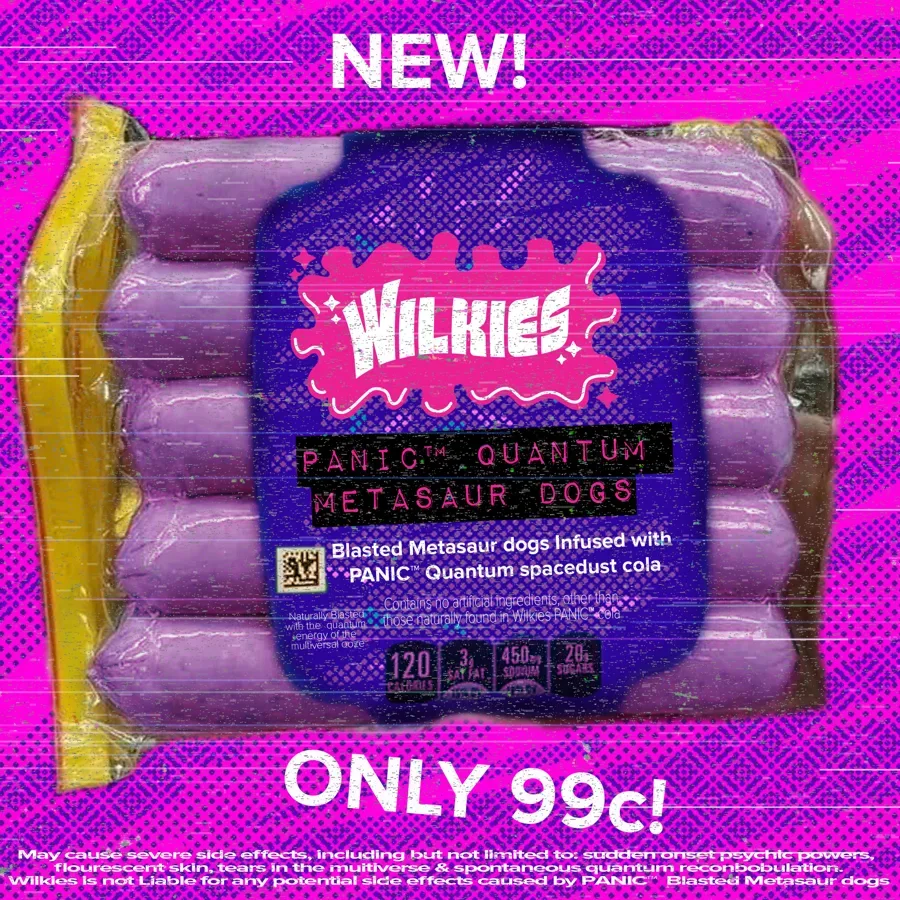 NEW!
WILKIES
PANIC™ QUANTUM
METASAUR DOGS
Blasted Metasaur dogs Infused with
PANIC™ Quantum spacedust cola
Contains no artificial ingredients, other than
those naturally found in Wilkies PANIC™ cola
Naturally Blasted
with the quantum
energy of the
multiversal ooze
120 CALORIES
3g SAT FAT
450mg SODIUM
20g SUGARS
ONLY 99c!
May cause severe side effects, including but not limited to: sudden onset psychic powers,
flourescent skin, tears in the multiverse & spontaneous quantum reconbobulation.
Wilkies is not Liable for any potential side effects caused by PANIC™ Blasted Metasaur dogs